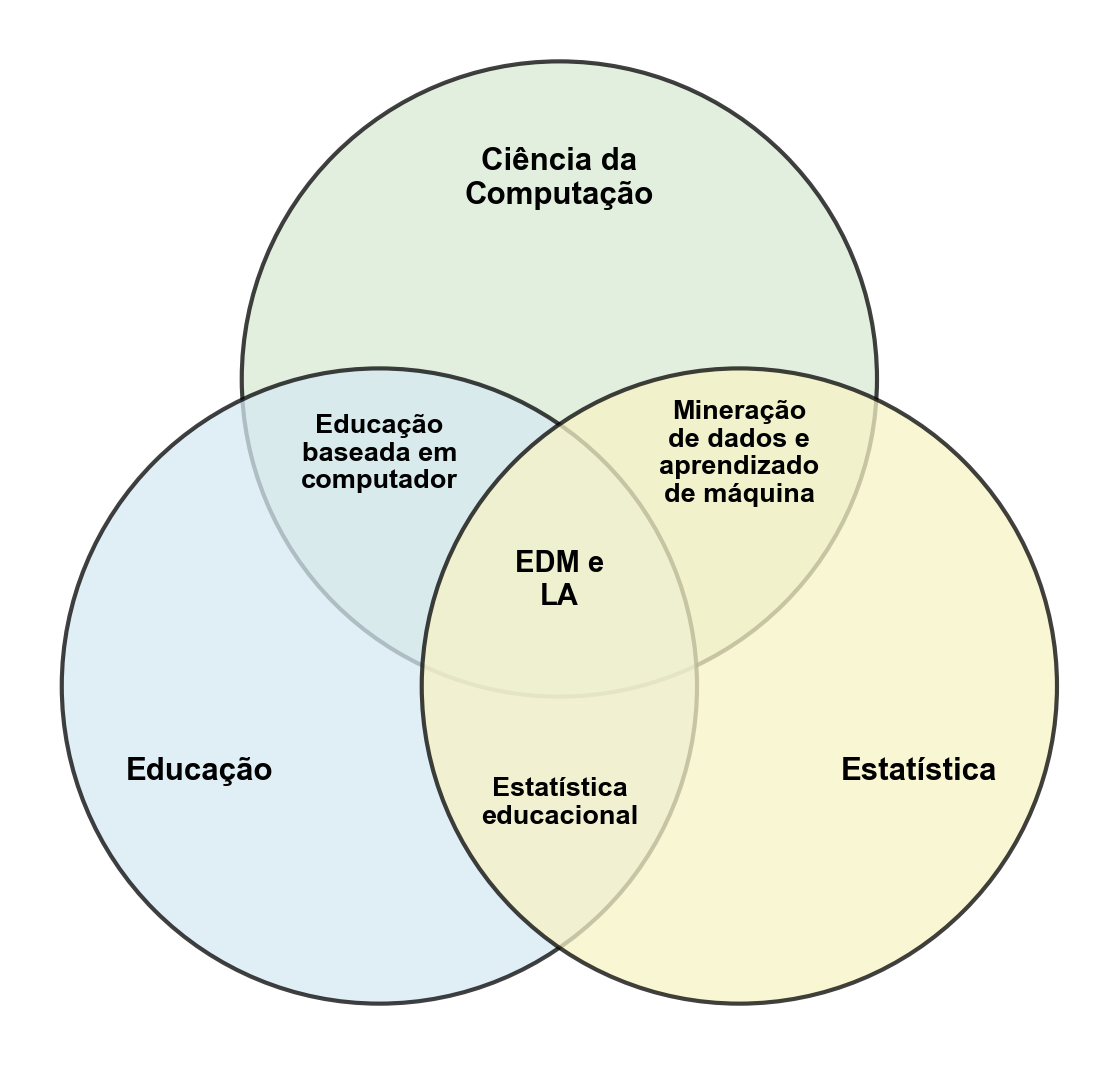 Ciência da
Computação
Educação
baseada em
computador
Mineração
de dados e
aprendizado
de máquina
EDM e
LA
Educação
Estatística
Estatística
educacional